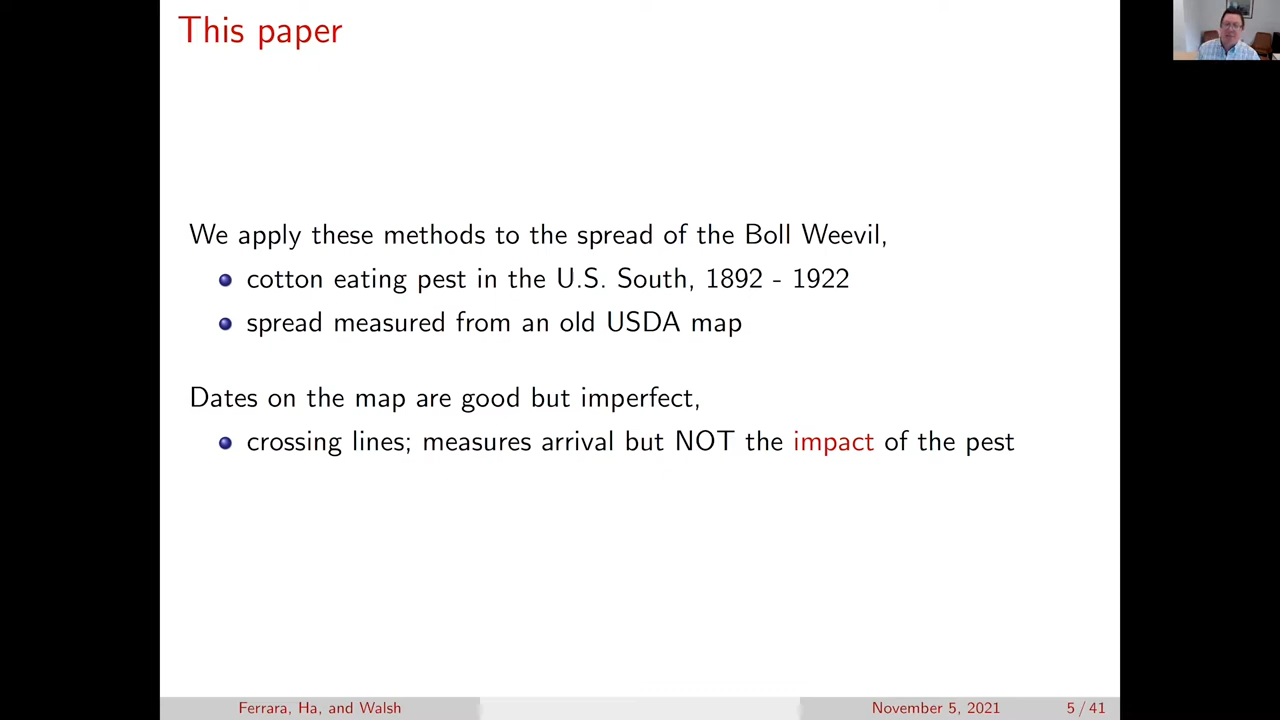 This paper
We apply these methods to the spread of the Boll Weevil,
cotton eating pest in the U.S. South, 1892 - 1922
spread measured from an old USDA map
Dates on the map are good but imperfect,
crossing lines; measures arrival but NOT the impact of the pest
Ferrara, Ha, and Walsh
November 5, 2021
5 / 41